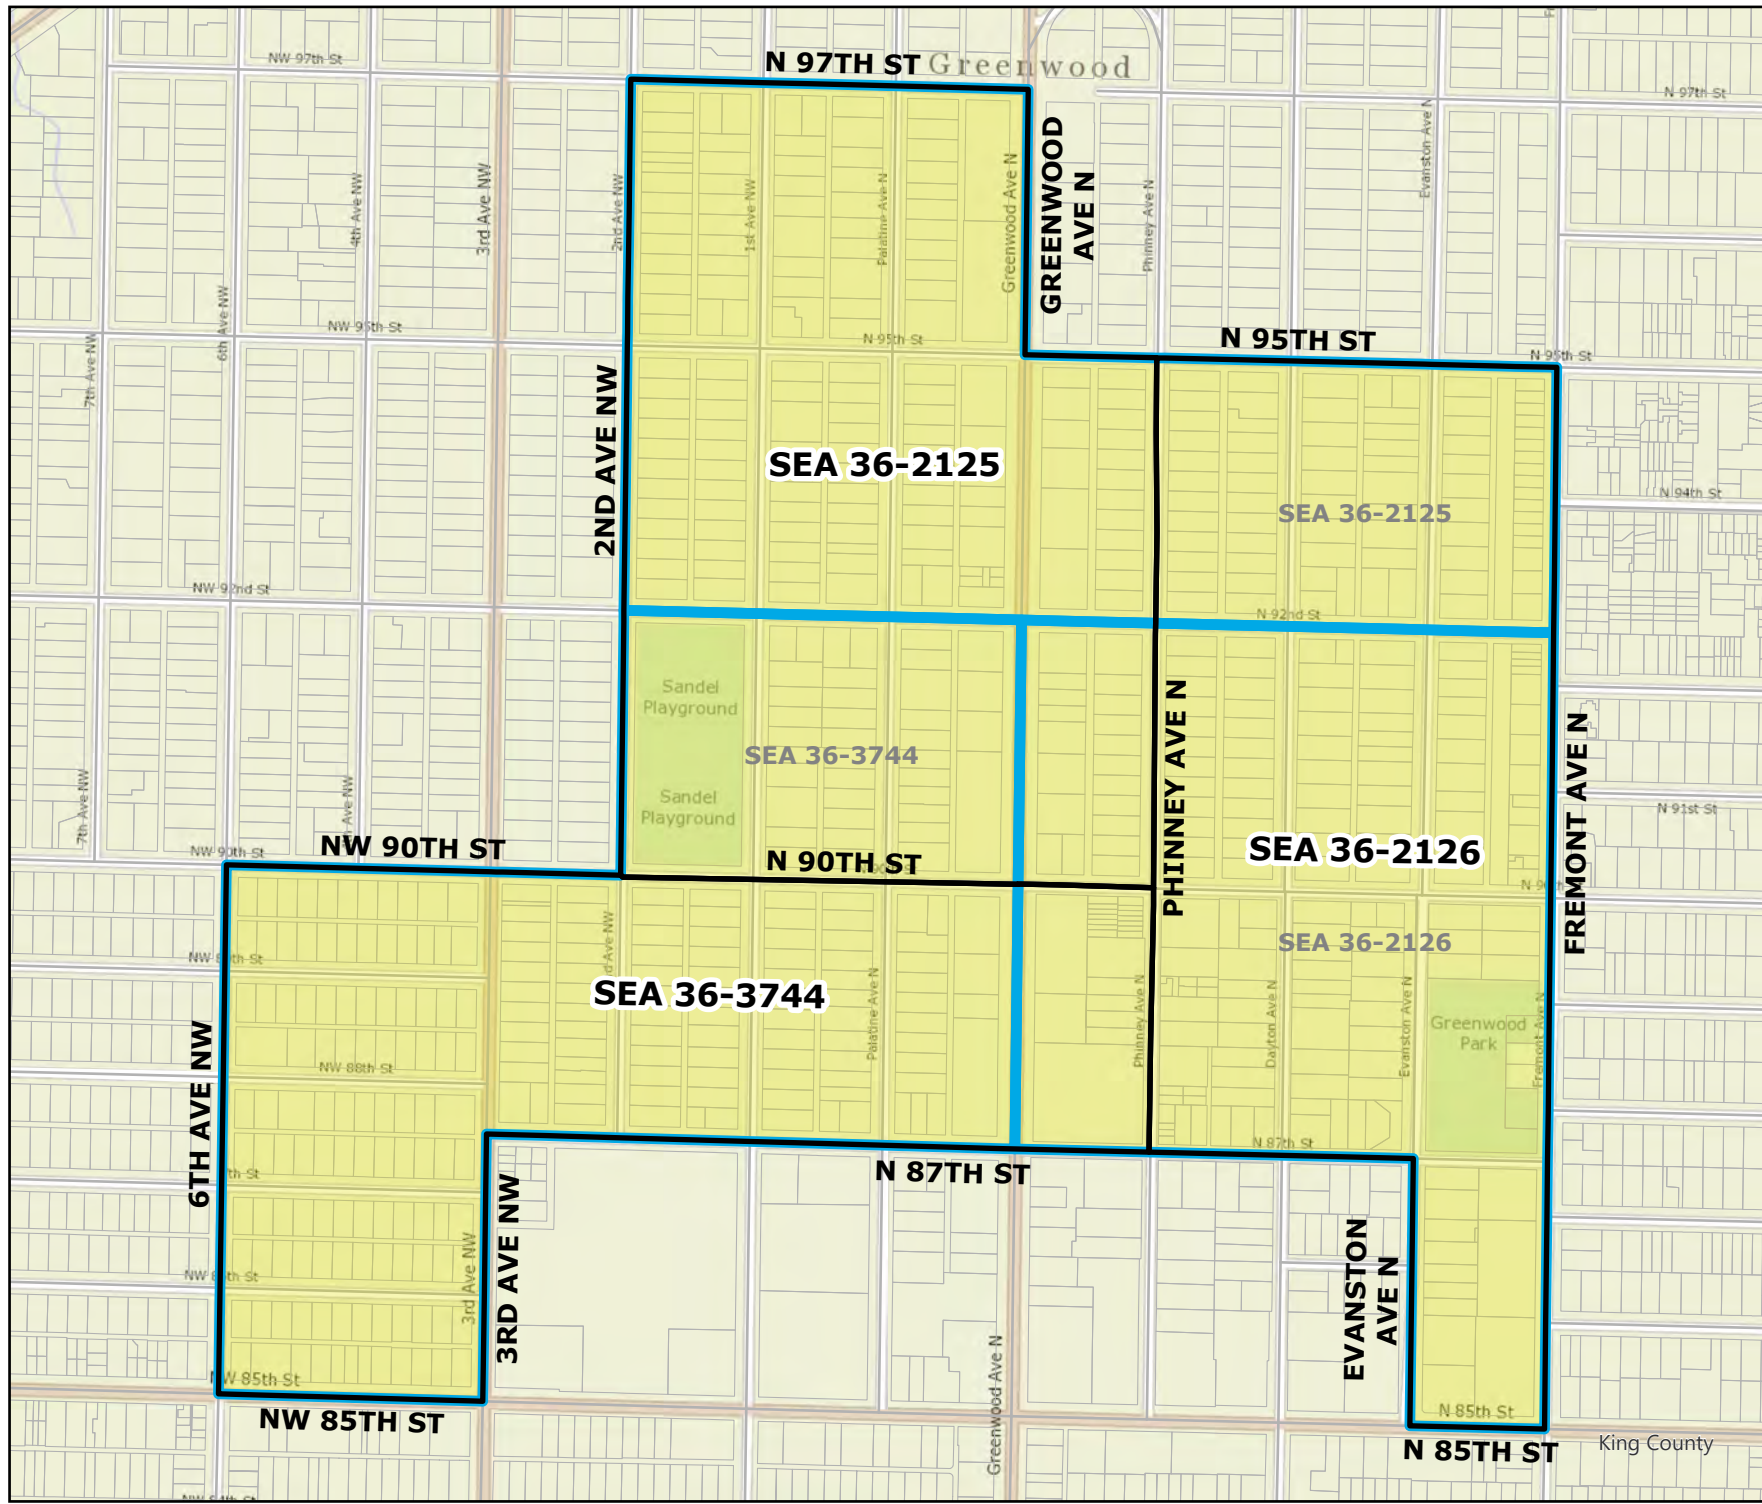 N 97TH ST
Greenwood
NW 97th St
N 97th St
GREENWOOD
AVE N
Evanston Ave N
3rd Ave NW
4th Ave NW
2nd Ave NW
1st Ave NW
Palatine Ave N
Greenwood Ave N
Phinney Ave N
6th Ave NW
NW 95th St
N 95th St
N 95TH ST
N 95th St
7th Ave NW
2ND AVE NW
SEA 36-2125
SEA 36-2125
N 94th St
NW 92nd St
N 92nd St
Sandel
Playground
SEA 36-3744
Sandel
Playground
PHINNEY AVE N
FREMONT AVE N
7th Ave NW
N 91st St
NW 90TH ST
NW 90th St
N 90TH ST
SEA 36-2126
SEA 36-2126
SEA 36-3744
6TH AVE NW
NW 88th St
Palatine Ave N
Phinney Ave N
Dayton Ave N
Evanston Ave N
Greenwood
Park
Fremont Ave N
N 87th St
N 87TH ST
3RD AVE NW
3rd Ave NW
EVANSTON
AVE N
Greenwood Ave N
NW 85th St
NW 85TH ST
N 85th St
N 85TH ST
King County